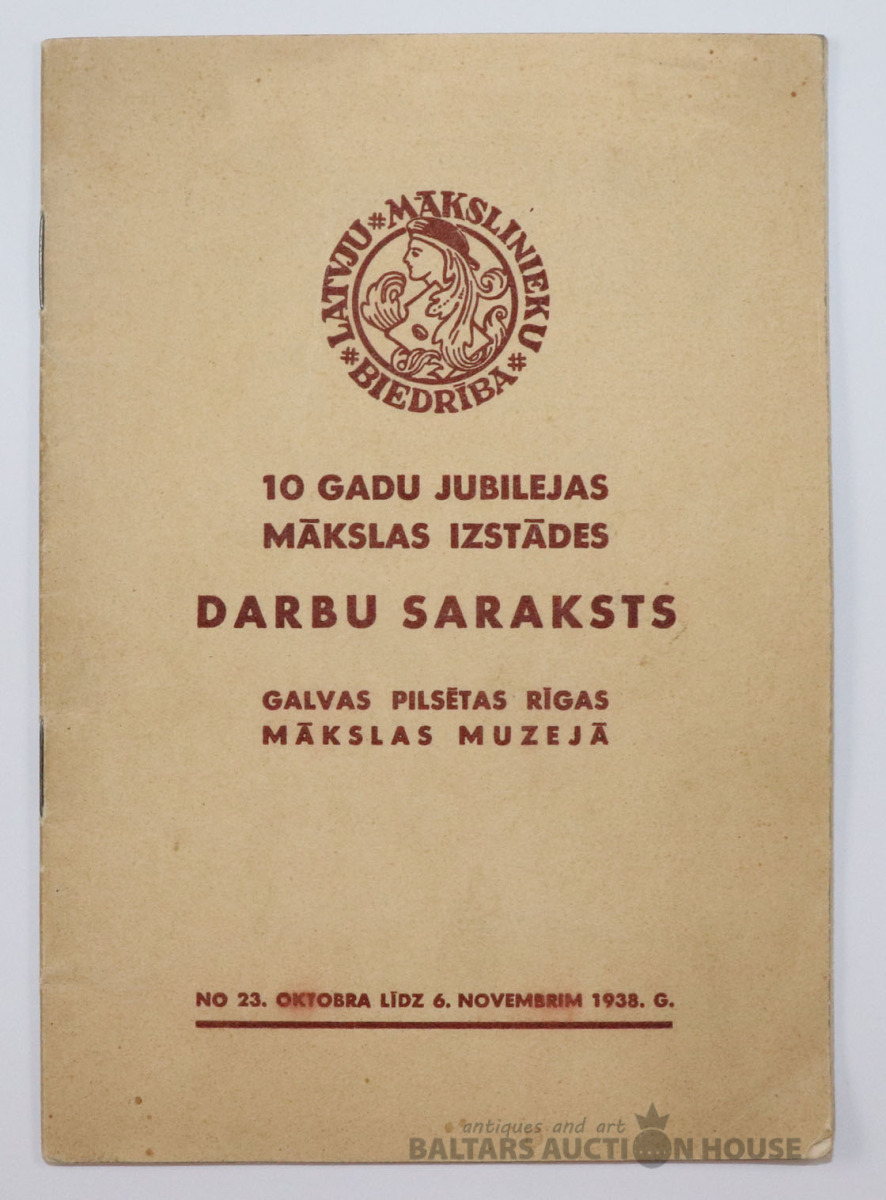 LATVJU # MĀKSLINIEKU # BIEDRĪBA #
10 GADU JUBILEJAS
MĀKSLAS IZSTĀDES
DARBU SARAKSTS
GALVAS PILSĒTAS RĪGAS
MĀKSLAS MUZEJĀ
NO 23. OKTOBRA LĪDZ 6. NOVEMBRIM 1938. G.
antiques and art
BALTARS AUCTION HOUSE